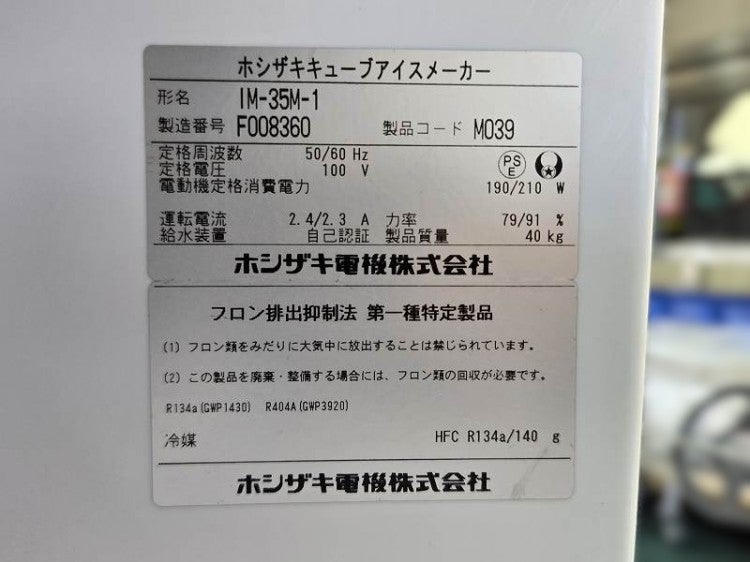 ホシザキキューブアイスメーカー
形名 IM-35M-1
製造番号 F008360 製品コード M039
定格周波数 50/60 Hz
定格電圧 100 V
PS E
電動機定格消費電力 190/210 W
運転電流 2.4/2.3 A 力率 79/91 %
給水装置 自己認証 製品質量 40 kg
ホシザキ電機株式会社
フロン排出抑制法 第一種特定製品
(1) フロン類をみだりに大気中に放出することは禁じられています。
(2) この製品を廃棄・整備する場合には、フロン類の回収が必要です。
R134a(GWP1430) R404A(GWP3920)
冷媒 HFC R134a/140 g
ホシザキ電機株式会社